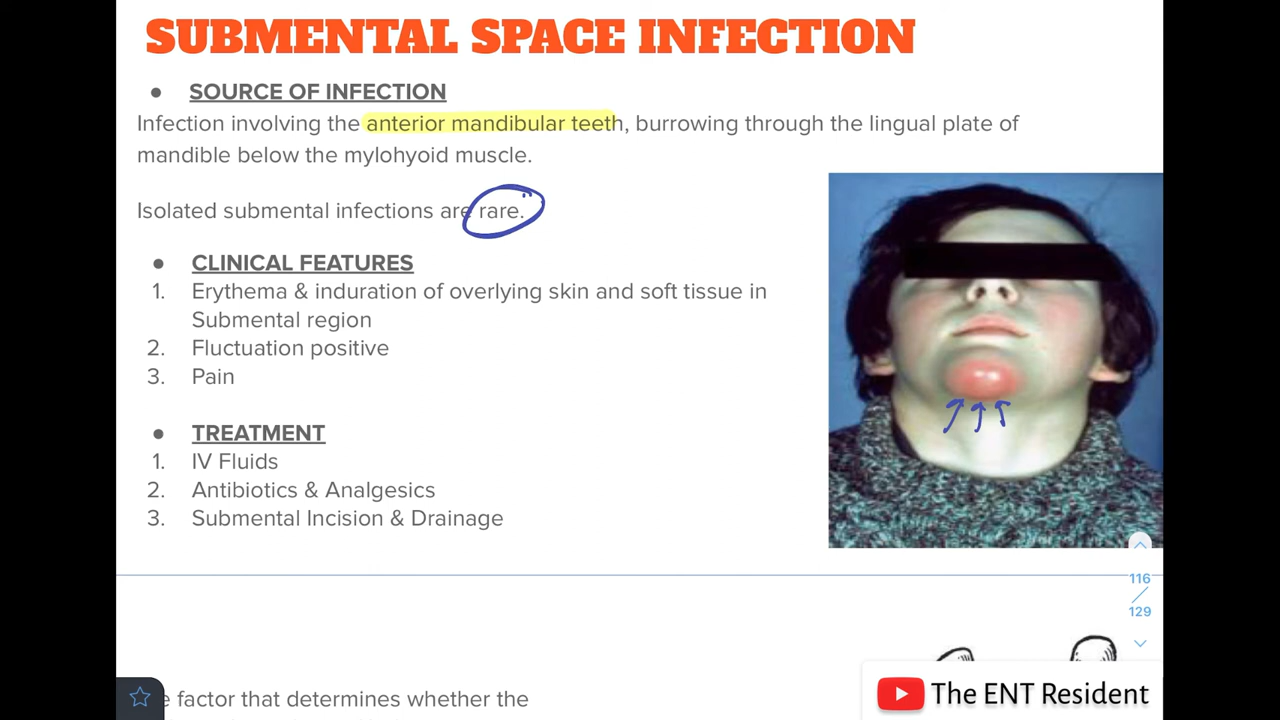 SUBMENTAL SPACE INFECTION
● SOURCE OF INFECTION
Infection involving the anterior mandibular teeth, burrowing through the lingual plate of
mandible below the mylohyoid muscle.
Isolated submental infections are rare.
● CLINICAL FEATURES
1. Erythema & induration of overlying skin and soft tissue in
Submental region
2. Fluctuation positive
3. Pain
● TREATMENT
1. IV Fluids
2. Antibiotics & Analgesics
3. Submental Incision & Drainage
116
129
factor that determines whether the
The ENT Resident